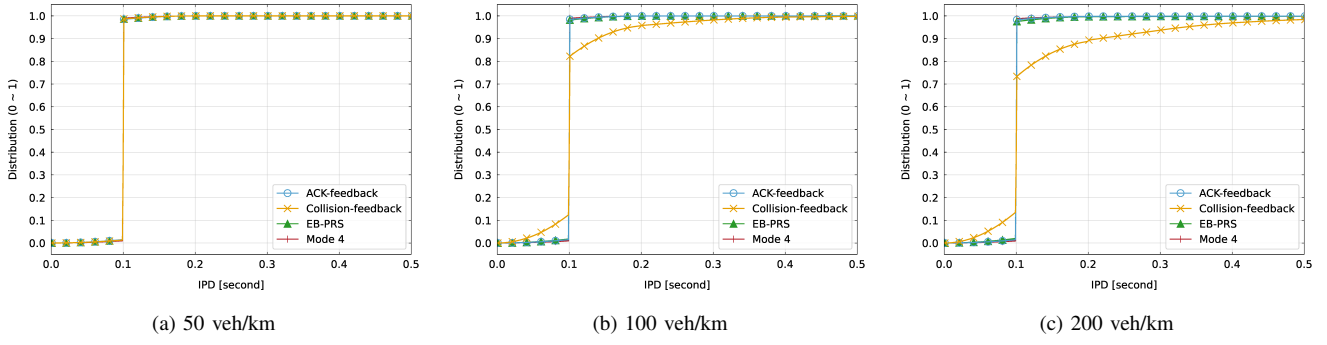 1.0
0.9
0.8
0.7
0.6
0.5
0.4
0.3
0.2
0.1
0.0
Distribution (0 ~ 1)
ACK-feedback
Collision-feedback
EB-PRS
Mode 4
0.0 0.1 0.2 0.3 0.4 0.5
IPD [second]
(a) 50 veh/km
1.0
0.9
0.8
0.7
0.6
0.5
0.4
0.3
0.2
0.1
0.0
Distribution (0 ~ 1)
ACK-feedback
Collision-feedback
EB-PRS
Mode 4
0.0 0.1 0.2 0.3 0.4 0.5
IPD [second]
(b) 100 veh/km
1.0
0.9
0.8
0.7
0.6
0.5
0.4
0.3
0.2
0.1
0.0
Distribution (0 ~ 1)
ACK-feedback
Collision-feedback
EB-PRS
Mode 4
0.0 0.1 0.2 0.3 0.4 0.5
IPD [second]
(c) 200 veh/km